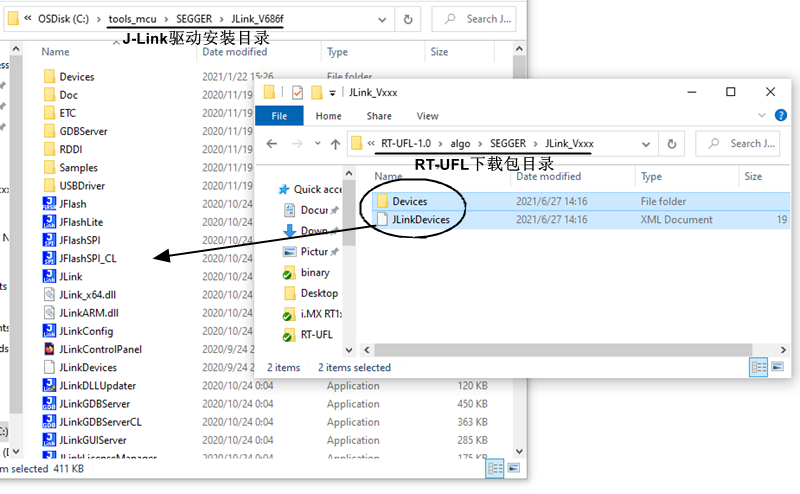 « OSDisk (C:) › tools_mcu › SEGGER › JLink_V686f
Search J...
J-Link驱动安装目录
Name Date modified Type Size
Devices 2021/1/22 15:26 File folder
Doc 2020/11/19
ETC 2020/11/19
GDBServer 2020/11/19
RDDI 2020/11/19
Samples 2020/11/19
USBDriver 2020/11/19
JFlash 2020/10/24
JFlashLite 2020/10/24
JFlashSPI 2020/10/24
JFlashSPI_CL 2020/10/24
JLink 2020/10/24
JLink_x64.dll 2020/10/24
JLinkARM.dll 2020/10/24
JLinkConfig 2020/10/24
JLinkControlPanel 2020/9/24
JLinkDevices 2020/9/24
JLinkDLLUpdater 2020/10/24 0:04 Application 120 KB
JLinkGDBServer 2020/10/24 0:04 Application 450 KB
JLinkGDBServerCL 2020/10/24 0:04 Application 363 KB
JLinkGUIServer 2020/10/24 0:04 Application 285 KB
JLinkLicenseManager 2020/10/24 0:04 Application 175 KB
m selected 411 KB
JLink_Vxxx
File Home Share View
« RT-UFL-1.0 › algo › SEGGER › JLink_Vxxx
Search J...
RT-UFL下载包目录
Name Date modified Type Size
Devices 2021/6/27 14:16 File folder
JLinkDevices 2021/6/27 14:16 XML Document 19
Quick acce
Docur
Down
Pictur
binary
Desktop
i.MX RT1
RT-UFL
2 items 2 items selected